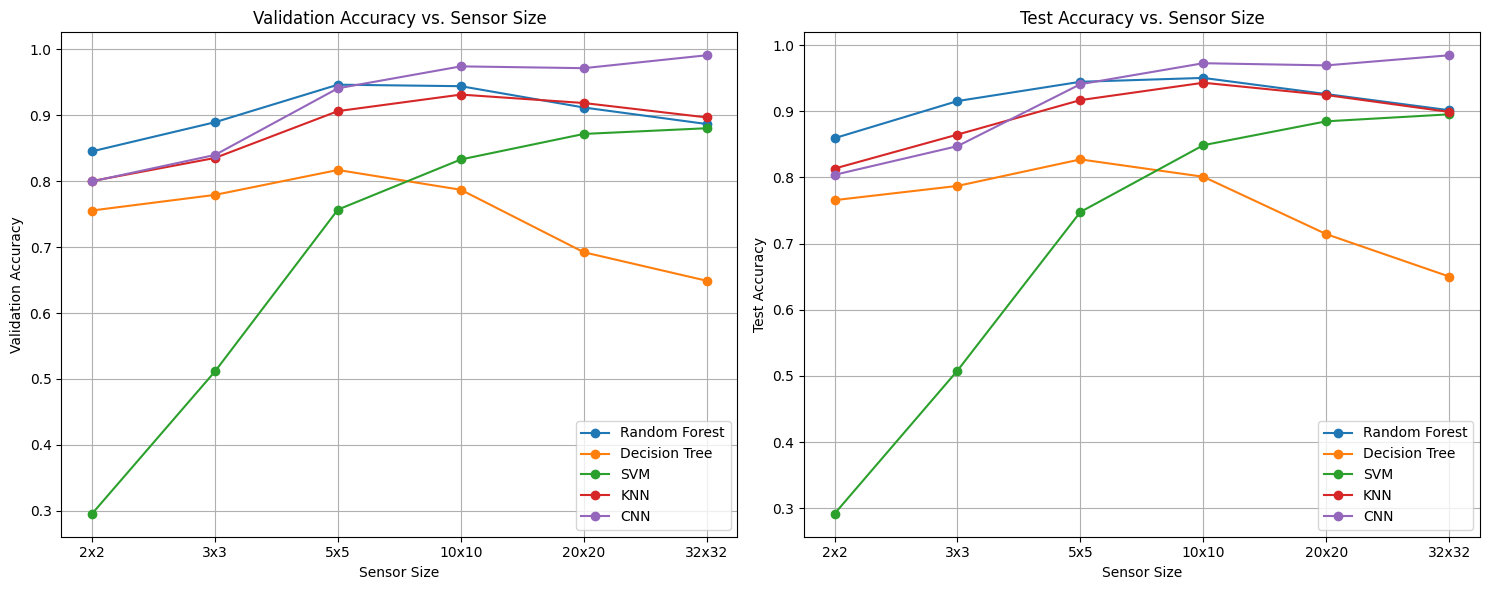 Validation Accuracy vs. Sensor Size
Validation Accuracy
1.0
0.9
0.8
0.7
0.6
0.5
0.4
0.3
2x2
3x3
5x5
10x10
20x20
32x32
Sensor Size
Random Forest
Decision Tree
SVM
KNN
CNN
Test Accuracy vs. Sensor Size
Test Accuracy
1.0
0.9
0.8
0.7
0.6
0.5
0.4
0.3
2x2
3x3
5x5
10x10
20x20
32x32
Sensor Size
Random Forest
Decision Tree
SVM
KNN
CNN